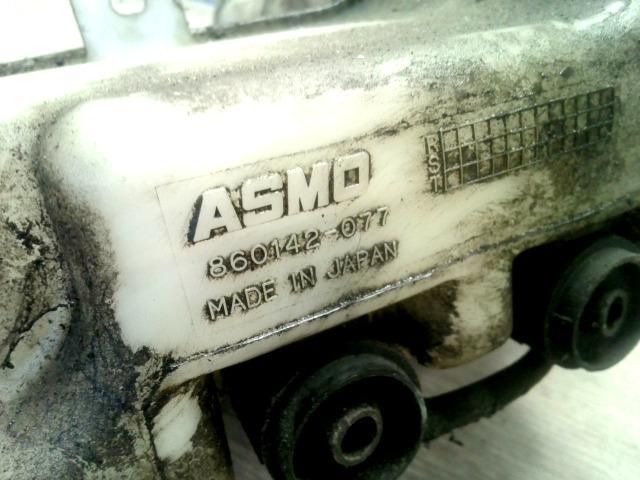 ASMO
860142-077
MADE IN JAPAN
R
S
T